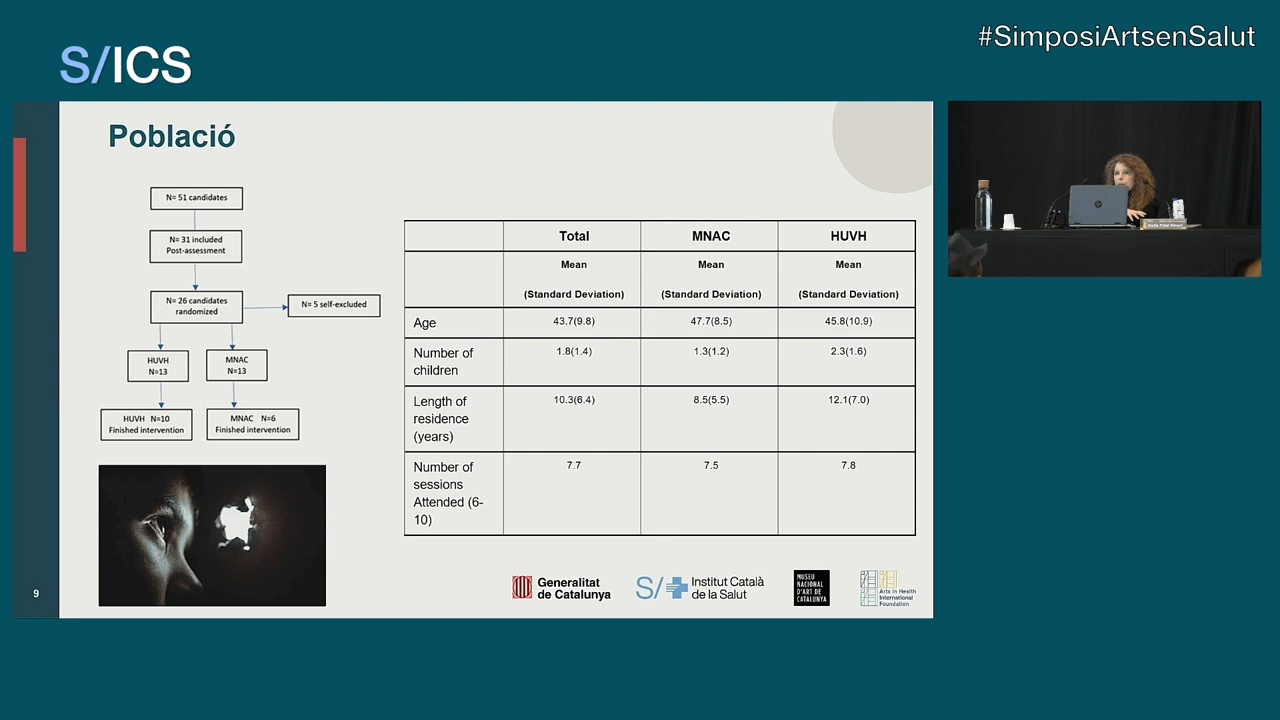 #SimposiArtsenSalut
S/ICS
Població
N= 51 candidates
N= 31 included
Post-assessment
N= 26 candidates
randomized
N= 5 self-excluded
HUVH
N=13
MNAC
N=13
HUVH N=10
Finished intervention
MNAC N=6
Finished intervention
Total MNAC HUVH
Mean Mean Mean
(Standard Deviation) (Standard Deviation) (Standard Deviation)
Age 43.7(9.8) 47.7(8.5) 45.8(10.9)
Number of 1.8(1.4) 1.3(1.2) 2.3(1.6)
children
Length of 10.3(6.4) 8.5(5.5) 12.1(7.0)
residence
(years)
Number of 7.7 7.5 7.8
sessions
Attended (6-
10)
9
Generalitat
de Catalunya
S/ Institut Català
de la Salut
MUSEU
NACIONAL
D'ART DE
CATALUNYA
Arts in Health
International
Foundation
hp